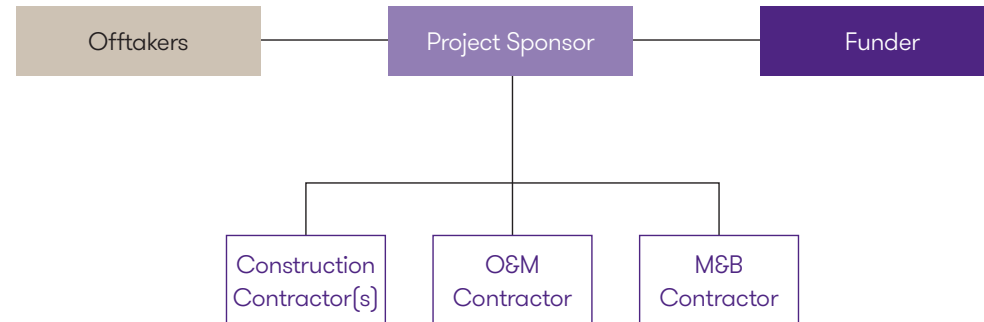 Offtakers
Project Sponsor
Funder
Construction
Contractor(s)
O&M
Contractor
M&B
Contractor